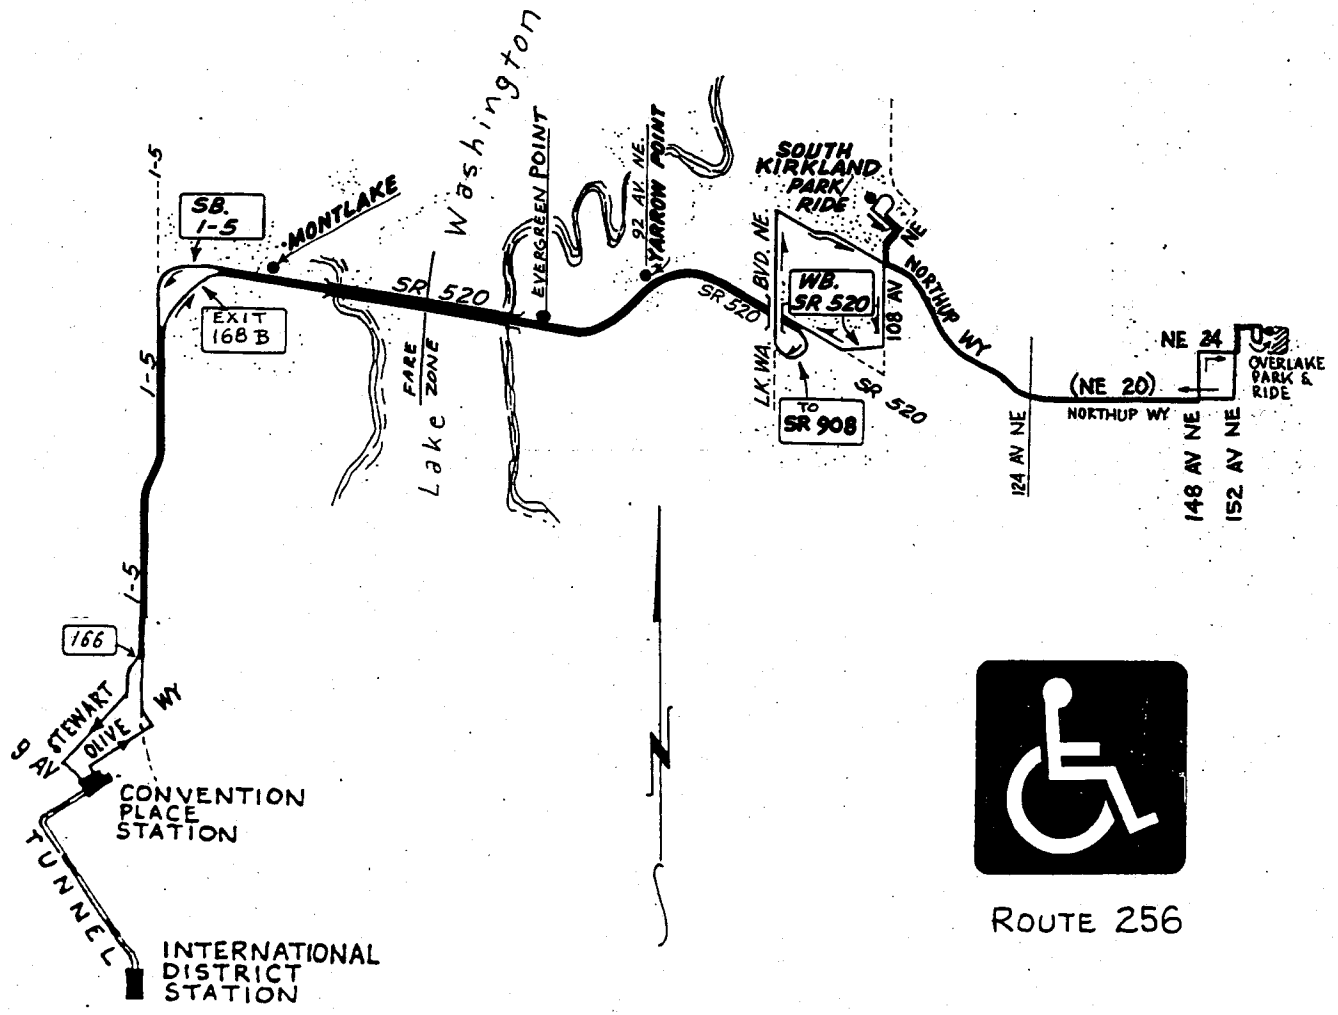 Lake Washington
I-5
SB.
I-5
MONTLAKE
EVERGREEN POINT
92 AV. NE.
YARROW POINT
SOUTH
KIRKLAND
PARK/
RIDE
NE
EXIT
168 B
SR 520
FARE
ZONE
SR 520
LK. WA. BVD. NE.
WB.
SR 520
108 AV
NORTHUP WY
TO
SR 908
SR 520
I-5
124 AV NE
(NE 20)
NORTHUP WY
NE 24
OVERLAKE
PARK &
RIDE
148 AV NE
152 AV NE
I-5
166
STEWART
OLIVE WY
9 AV
CONVENTION
PLACE
STATION
TUNNEL
INTERNATIONAL
DISTRICT
STATION
N
S
ROUTE 256